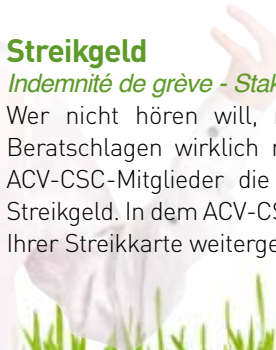 Streikgeld
Indemnité de grève - Stak
Wer nicht hören will,
Beratschlagen wirklich
ACV-CSC-Mitglieder die
Streikgeld. In dem ACV-CS
Ihrer Streikkarte weiterge